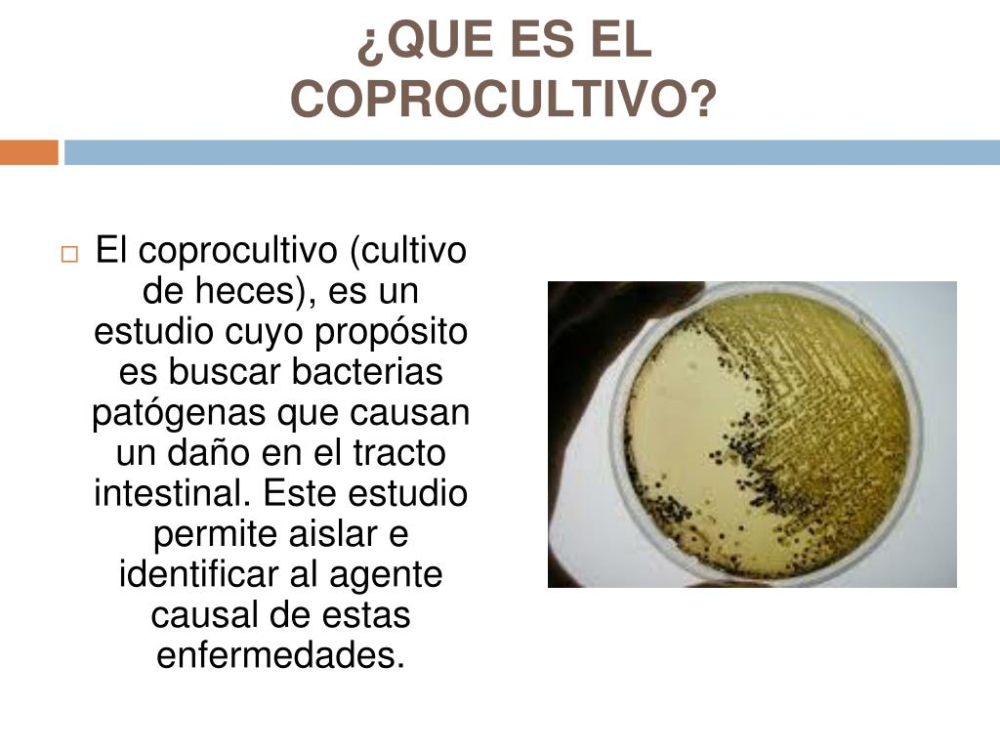 ¿QUE ES EL
COPROCULTIVO?
El coprocultivo (cultivo
de heces), es un
estudio cuyo propósito
es buscar bacterias
patógenas que causan
un daño en el tracto
intestinal. Este estudio
permite aislar e
identificar al agente
causal de estas
enfermedades.